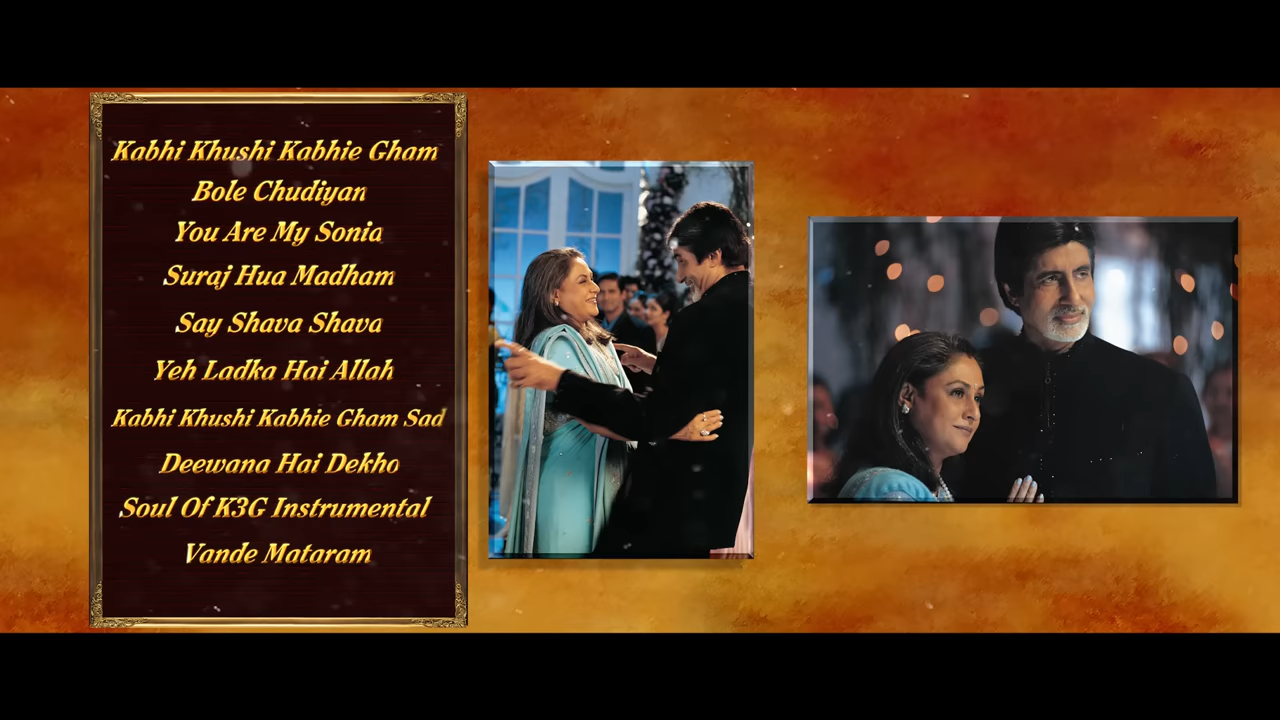 Kabhi Khushi Kabhie Gham
Bole Chudiyan
You Are My Sonia
Suraj Hua Madham
Say Shava Shava
Yeh Ladka Hai Allah
Kabhi Khushi Kabhie Gham Sad
Deewana Hai Dekho
Soul Of K3G Instrumental
Vande Mataram